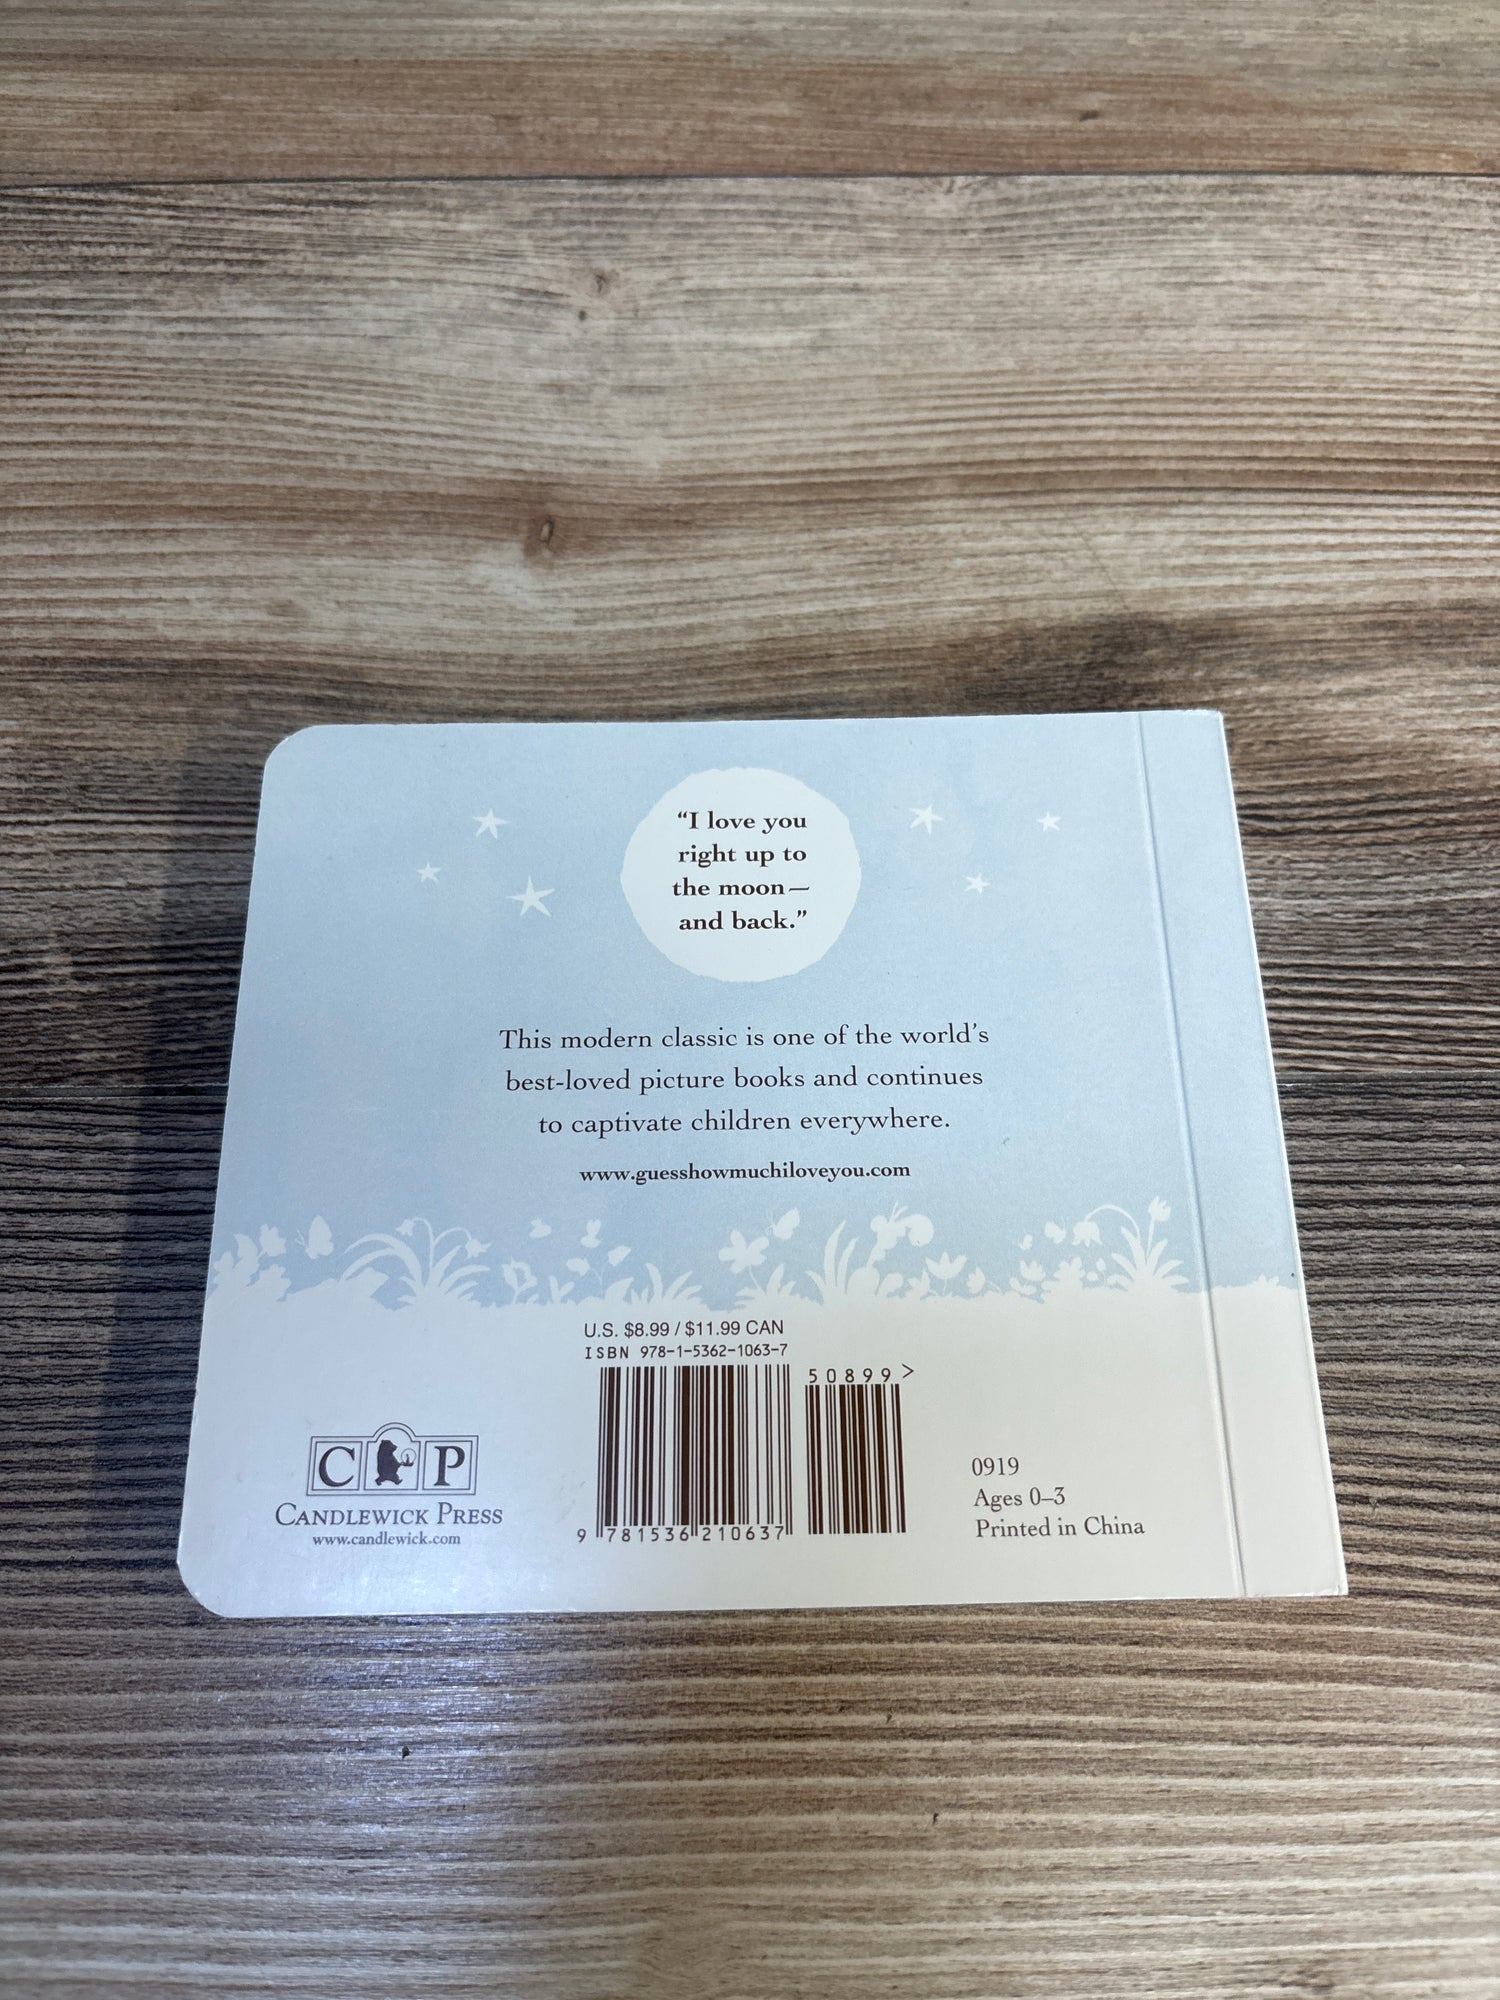 “I love you
right up to
the moon—
and back.”
This modern classic is one of the world’s
best-loved picture books and continues
to captivate children everywhere.
www.guesshowmuchiloveyou.com
U.S. $8.99 / $11.99 CAN
ISBN 978-1-5362-1063-7
50899>
9 781536 210637
C P
CANDLEWICK PRESS
www.candlewick.com
0919
Ages 0–3
Printed in China